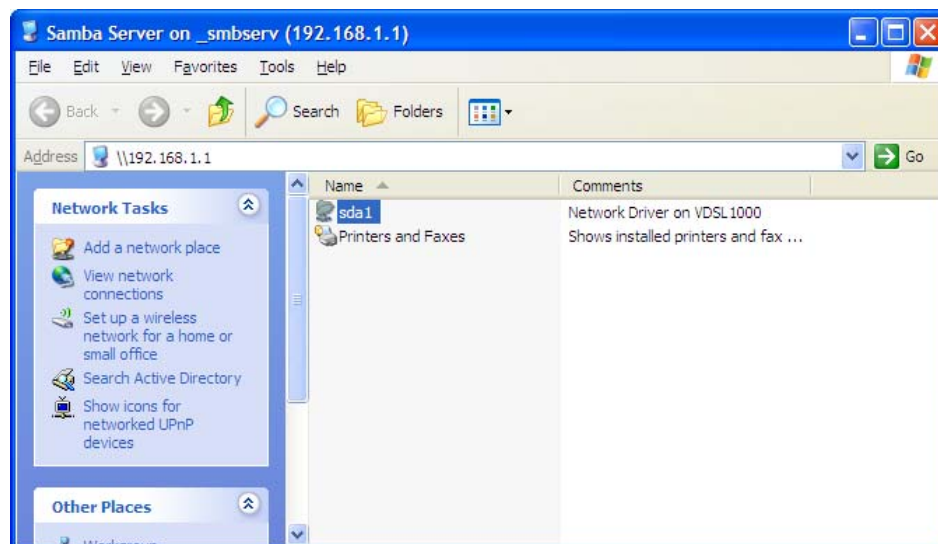 Samba Server on _smbserv (192.168.1.1)
File Edit View Favorites Tools Help
Back Search Folders
Address \\192.168.1.1 Go
Name Comments
Network Tasks
sda1 Network Driver on VDSL1000
Printers and Faxes Shows installed printers and fax ...
Add a network place
View network
connections
Set up a wireless
network for a home or
small office
Search Active Directory
Show icons for
networked UPnP
devices
Other Places